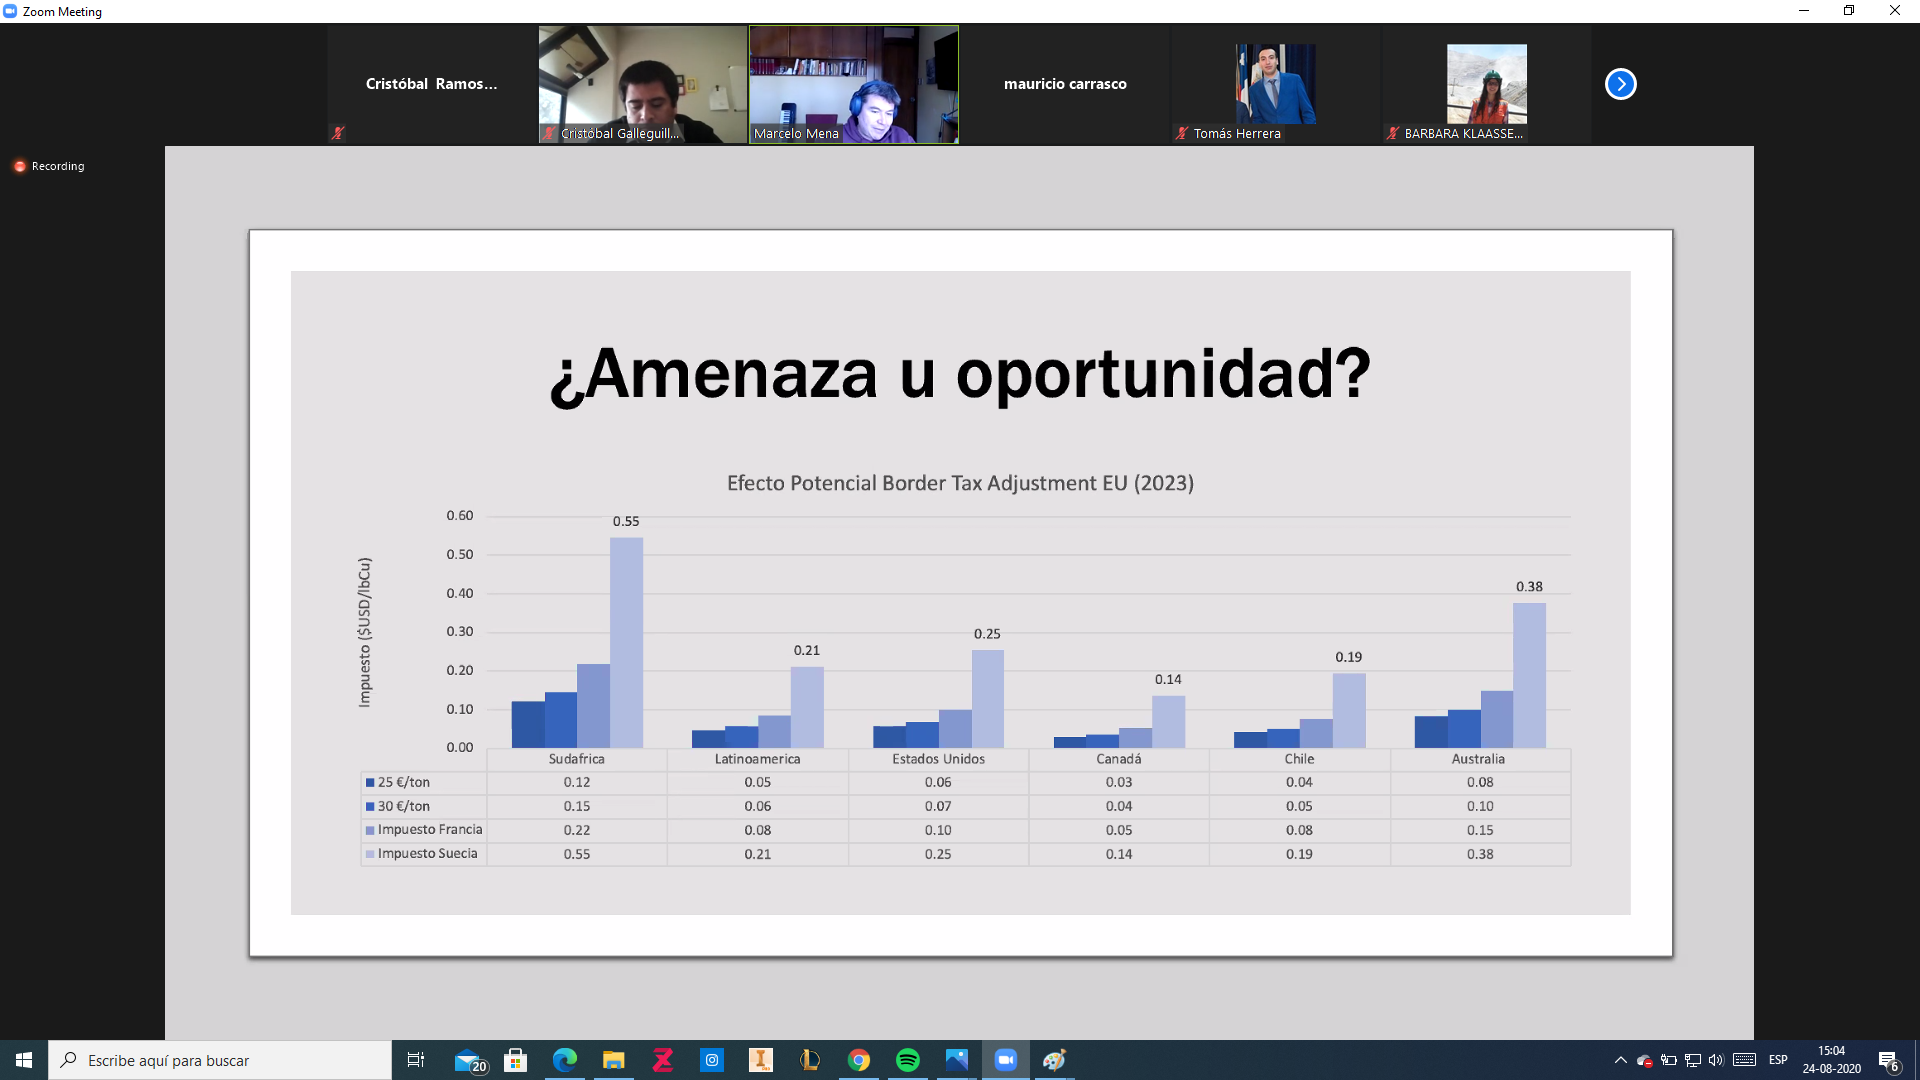 Zoom Meeting
Cristóbal Ramos...
Cristóbal Galleguill...
Marcelo Mena
mauricio carrasco
Tomás Herrera
BARBARA KLAASSE...
Recording
¿Amenaza u oportunidad?
Efecto Potencial Border Tax Adjustment EU (2023)
Impuesto ($USD/lbCu)
0.60
0.50
0.40
0.30
0.20
0.10
0.00
0.55
0.21
0.25
0.14
0.19
0.38
Sudafrica Latinoamerica Estados Unidos Canadá Chile Australia
25 €/ton 0.12 0.05 0.06 0.03 0.04 0.08
30 €/ton 0.15 0.06 0.07 0.04 0.05 0.10
Impuesto Francia 0.22 0.08 0.10 0.05 0.08 0.15
Impuesto Suecia 0.55 0.21 0.25 0.14 0.19 0.38
Escribe aquí para buscar
20
ESP
15:04
24-08-2020
6